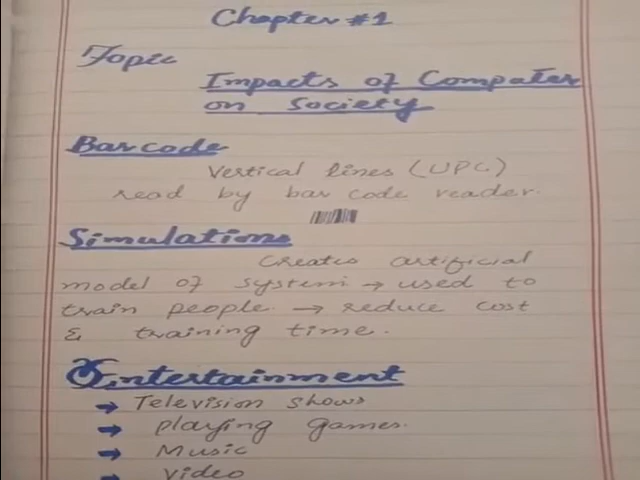 Chapter #1
Topic
Impacts of Computer
on Society
Barcode
Vertical lines (UPC)
read by bar code reader.
Simulations
Creates artificial
model of system → used to
train people → reduce cost
& training time.
Entertainment
→ Television shows
→ playing games.
→ Music
→ Video